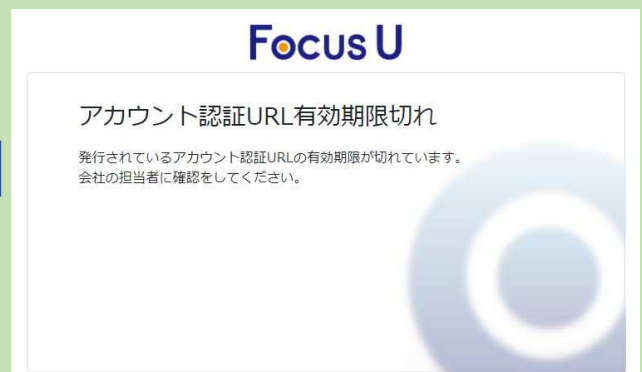 Focus U
アカウント認証URL有効期限切れ
発行されているアカウント認証URLの有効期限が切れています。
会社の担当者に確認をしてください。